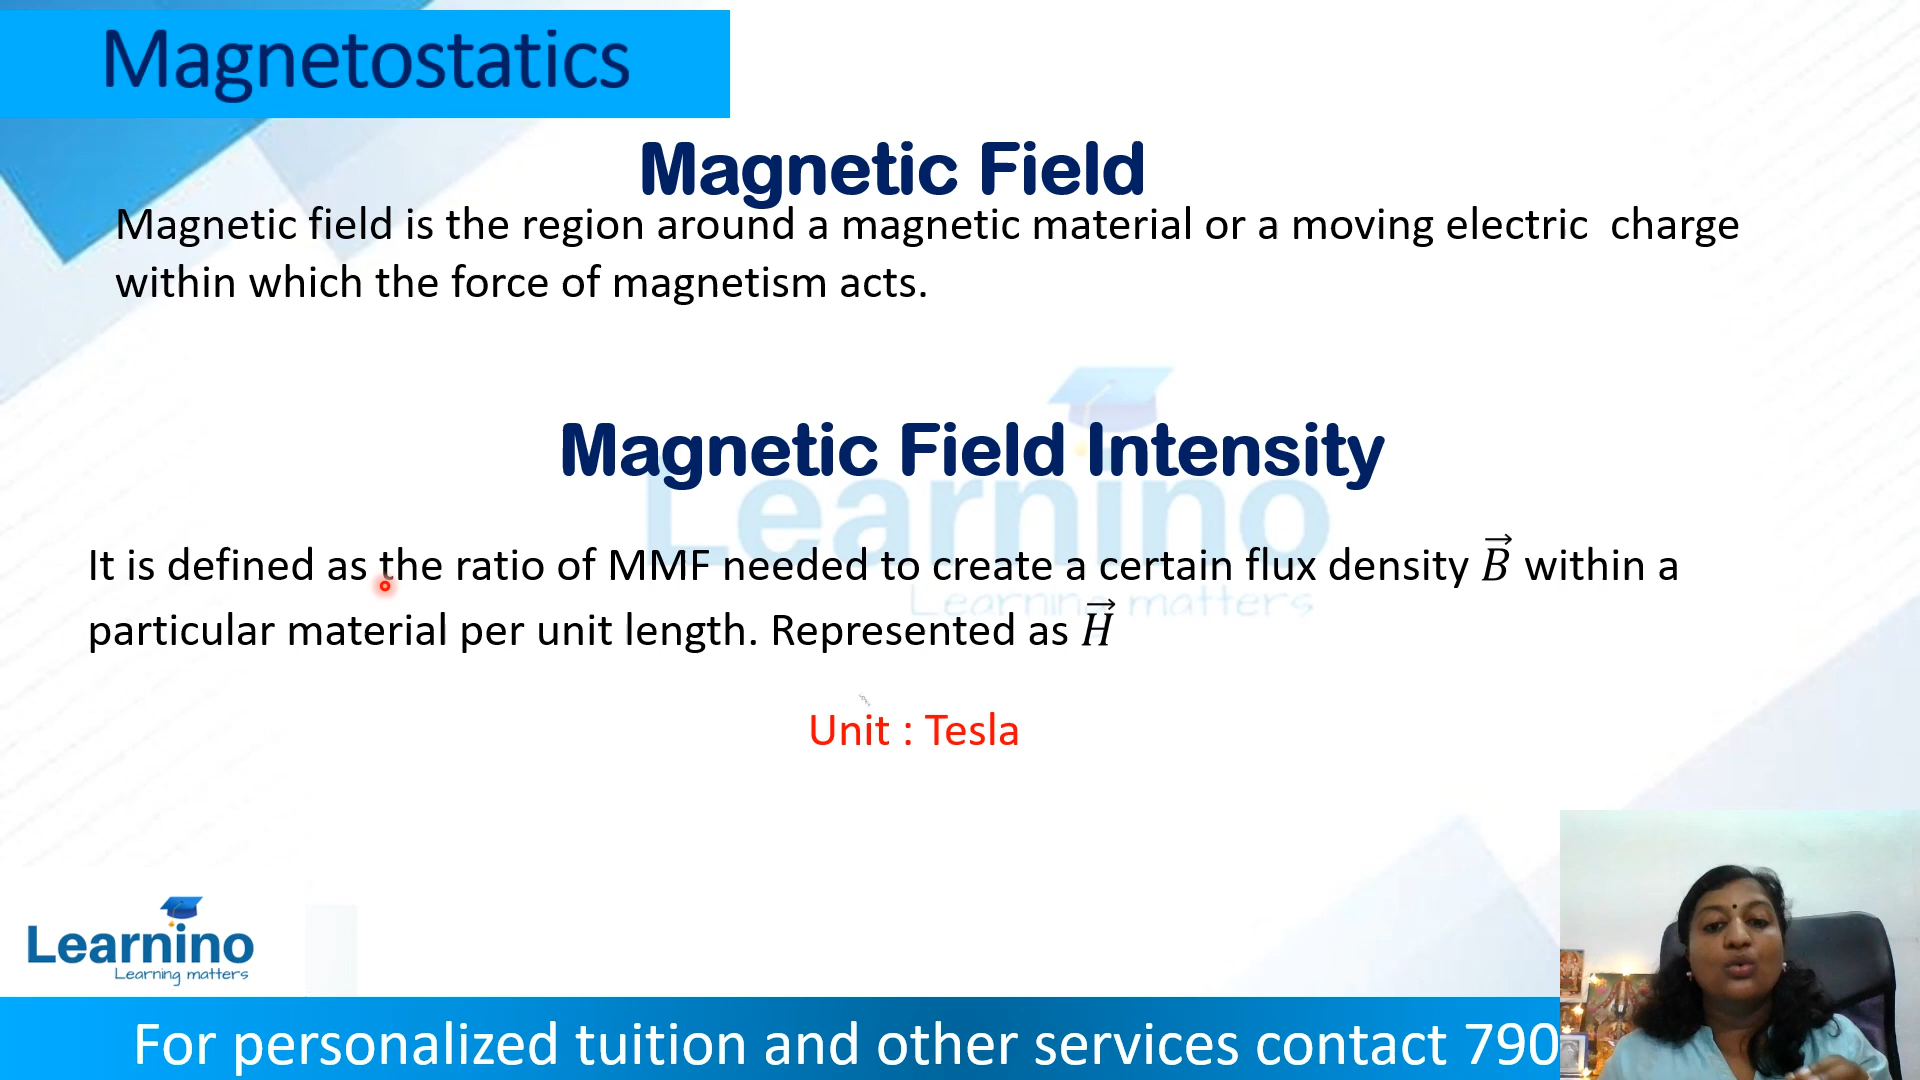 Magnetostatics
Magnetic Field
Magnetic field is the region around a magnetic material or a moving electric charge
within which the force of magnetism acts.
Magnetic Field Intensity
Learnino
It is defined as the ratio of MMF needed to create a certain flux density \vec{B} within a
Learning matters
particular material per unit length. Represented as \vec{H}
Unit : Tesla
Learnino
Learning matters
For personalized tuition and other services contact 790